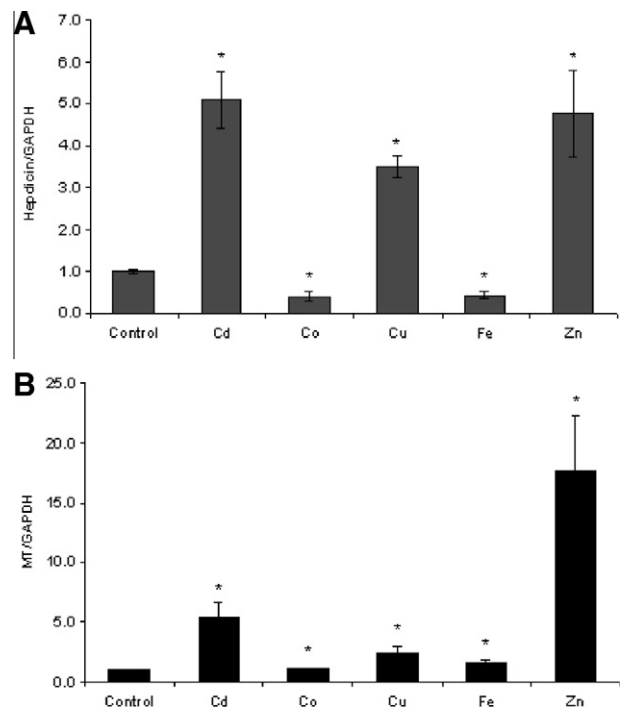 A
7.0
6.0
5.0
4.0
3.0
2.0
1.0
0.0
Hepdicin/GAPDH
* * * * *
Control Cd Co Cu Fe Zn
B
25.0
20.0
15.0
10.0
5.0
0.0
MT/GAPDH
* * * * *
Control Cd Co Cu Fe Zn